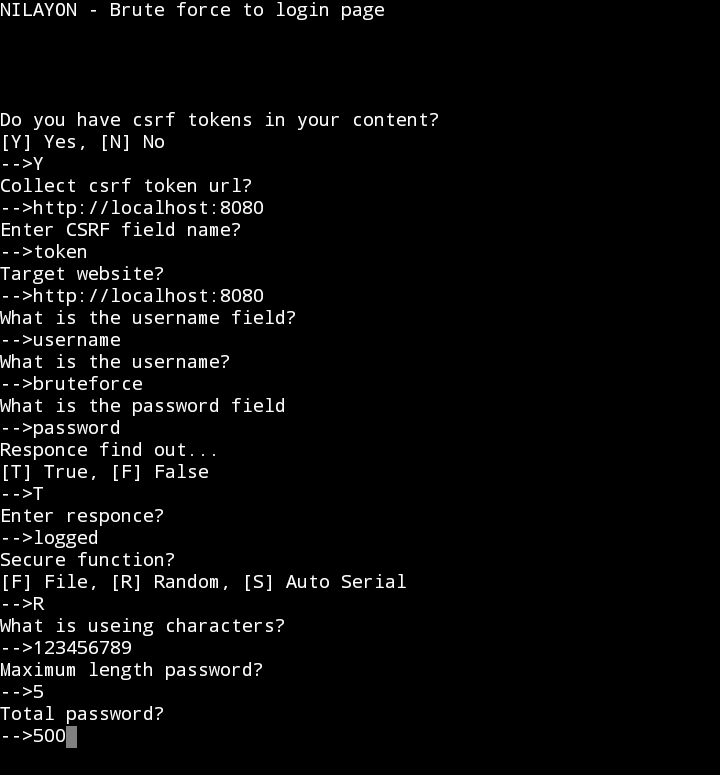 NILAYON - Brute force to login page
Do you have csrf tokens in your content?
[Y] Yes, [N] No
-->Y
Collect csrf token url?
-->http://localhost:8080
Enter CSRF field name?
-->token
Target website?
-->http://localhost:8080
What is the username field?
-->username
What is the username?
-->bruteforce
What is the password field
-->password
Responce find out...
[T] True, [F] False
-->T
Enter responce?
-->logged
Secure function?
[F] File, [R] Random, [S] Auto Serial
-->R
What is useing characters?
-->123456789
Maximum length password?
-->5
Total password?
-->500